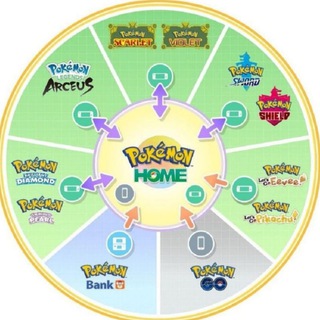 POKÉMON
SCARLET
POKÉMON
VIOLET
POKÉMON
LEGENDS
ARCEUS
POKÉMON
SWORD
POKÉMON
SHIELD
POKÉMON
HOME
POKÉMON
BRILLIANT
DIAMOND
POKÉMON
SHINING
PEARL
POKÉMON
Let's Go
Eevee!
POKÉMON
Let's Go
Pikachu!
POKÉMON
Bank
POKÉMON
GO